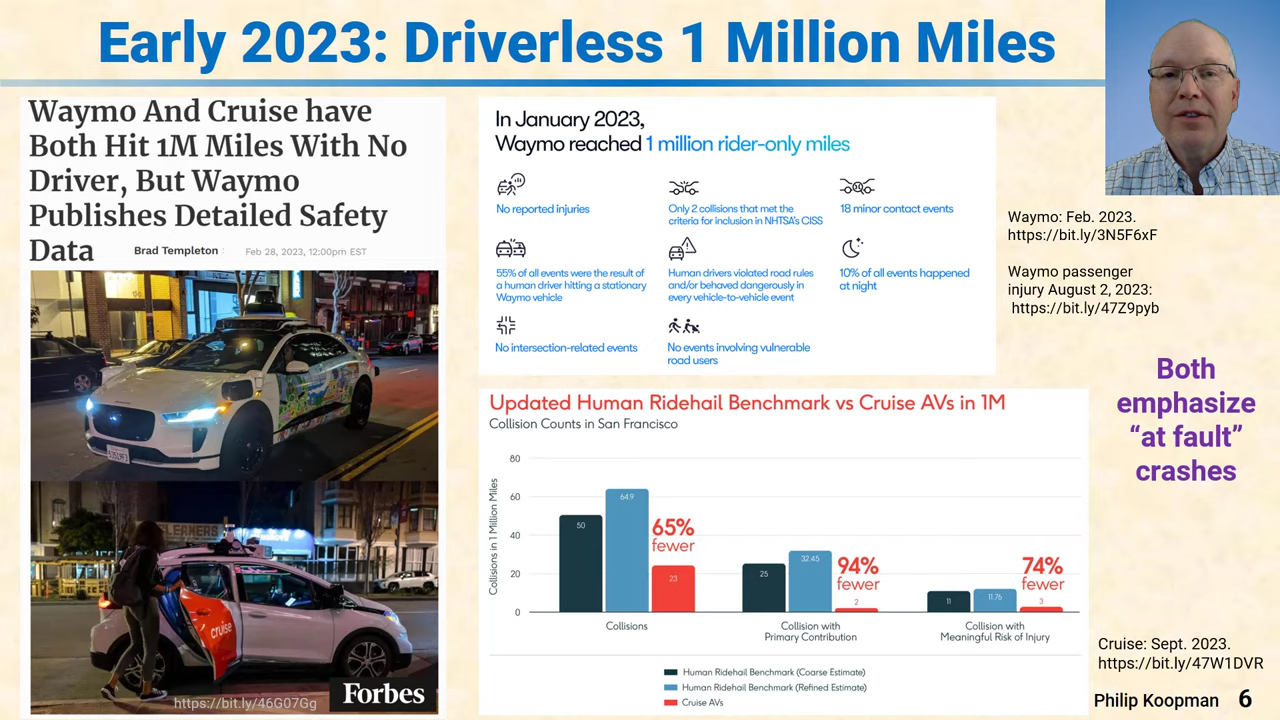 Early 2023: Driverless 1 Million Miles
Waymo And Cruise have
Both Hit 1M Miles With No
Driver, But Waymo
Publishes Detailed Safety
Data
Brad Templeton
Feb 28, 2023, 12:00pm EST
cruise
https://bit.ly/46G07Gg
Forbes
In January 2023,
Waymo reached 1 million rider-only miles
No reported injuries
Only 2 collisions that met the
criteria for inclusion in NHTSA's CISS
18 minor contact events
55% of all events were the result of
a human driver hitting a stationary
Waymo vehicle
Human drivers violated road rules
and/or behaved dangerously in
every vehicle-to-vehicle event
10% of all events happened
at night
No intersection-related events
No events involving vulnerable
road users
Waymo: Feb. 2023.
https://bit.ly/3N5F6xF
Waymo passenger
injury August 2, 2023:
https://bit.ly/47Z9pyb
Both
emphasize
“at fault”
crashes
Updated Human Ridehail Benchmark vs Cruise AVs in 1M
Collision Counts in San Francisco
Collisions in 1 Million Miles
80
60
40
20
0
50
64.9
65%
fewer
23
25
32.45
94%
fewer
2
11
11.76
74%
fewer
3
Collisions
Collision with
Primary Contribution
Collision with
Meaningful Risk of Injury
Human Ridehail Benchmark (Coarse Estimate)
Human Ridehail Benchmark (Refined Estimate)
Cruise AVs
Cruise: Sept. 2023.
https://bit.ly/47W1DVR
Philip Koopman 6